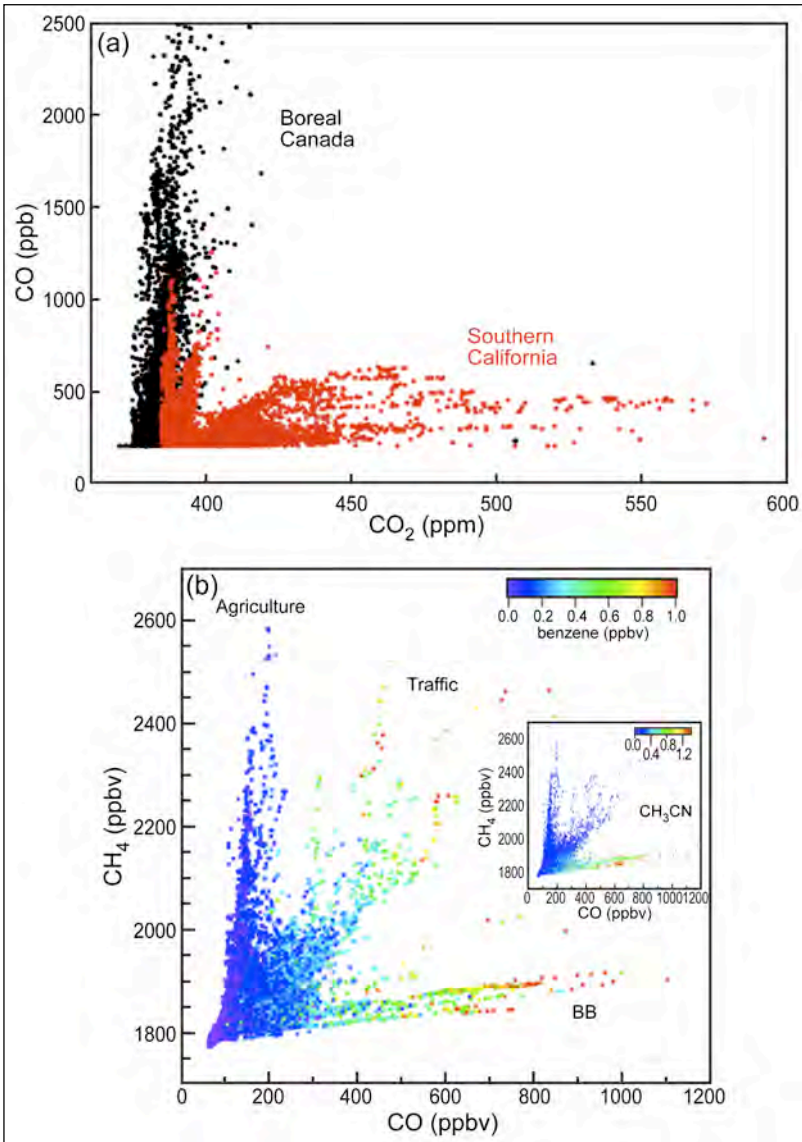 (a)
2500
2000
1500
1000
500
0
CO (ppb)
Boreal
Canada
Southern
California
400
450
500
550
600
CO₂ (ppm)
(b)
Agriculture
Traffic
BB
0.0 0.2 0.4 0.6 0.8 1.0
benzene (ppbv)
2600
2400
2200
2000
1800
CH₄ (ppbv)
0.0 0.8
0.4 1.2
2600
2400
2200
2000
1900
1800
CH₄ (ppbv)
CH₃CN
0 200 400 600 800 1000 1200
CO (ppbv)
0 200 400 600 800 1000 1200
CO (ppbv)